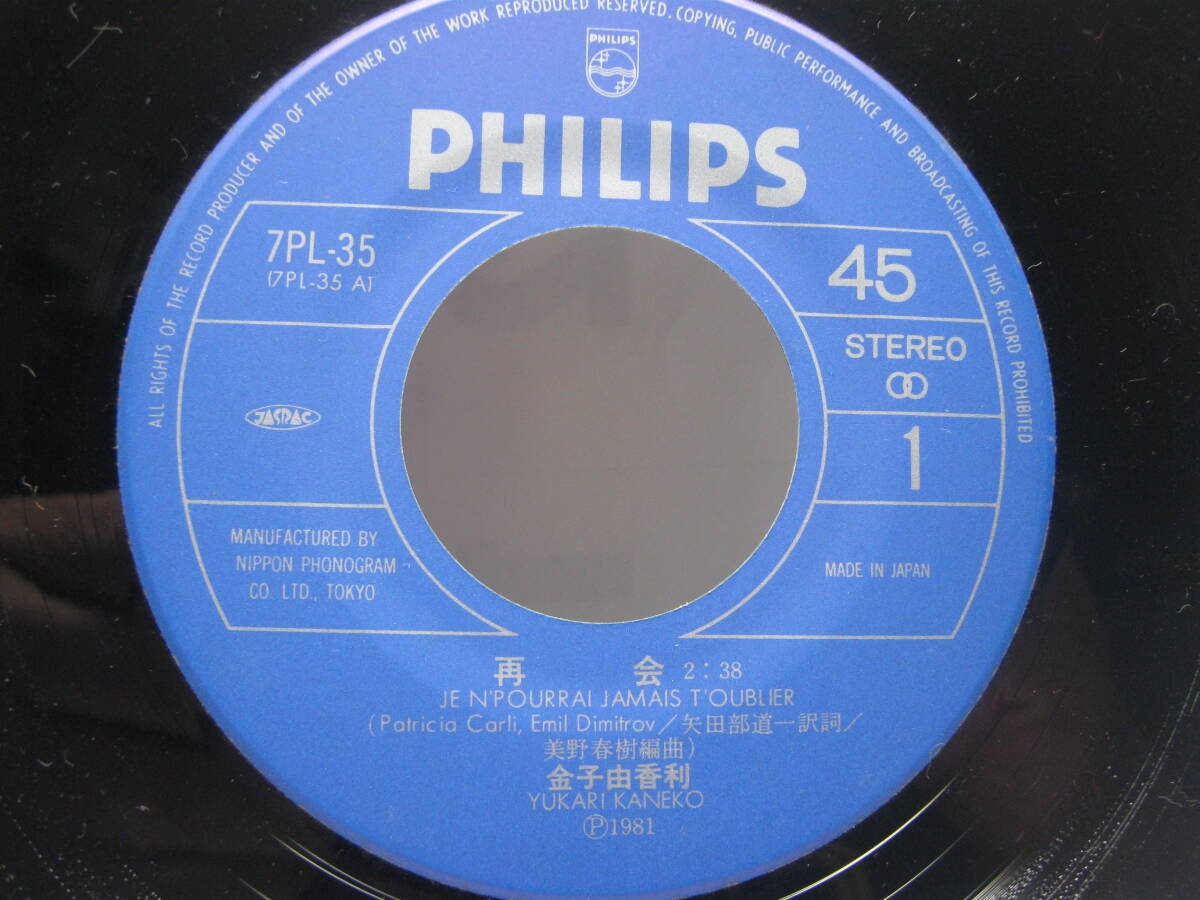 ALL RIGHTS OF THE RECORD PRODUCER AND OF THE OWNER OF THE WORK REPRODUCED RESERVED. COPYING, PUBLIC PERFORMANCE AND BROADCASTING OF THIS RECORD PROHIBITED
PHILIPS
PHILIPS
7PL-35
(7PL-35 A)
45
STEREO
1
JASRAC
MANUFACTURED BY
NIPPON PHONOGRAM
CO. LTD., TOKYO
MADE IN JAPAN
再 会 2:38
JE N'POURRAI JAMAIS T'OUBLIER
(Patricia Carli, Emil Dimitrov/矢田部道一訳詞/
美野春樹編曲)
金子由香利
YUKARI KANEKO
Ⓟ1981